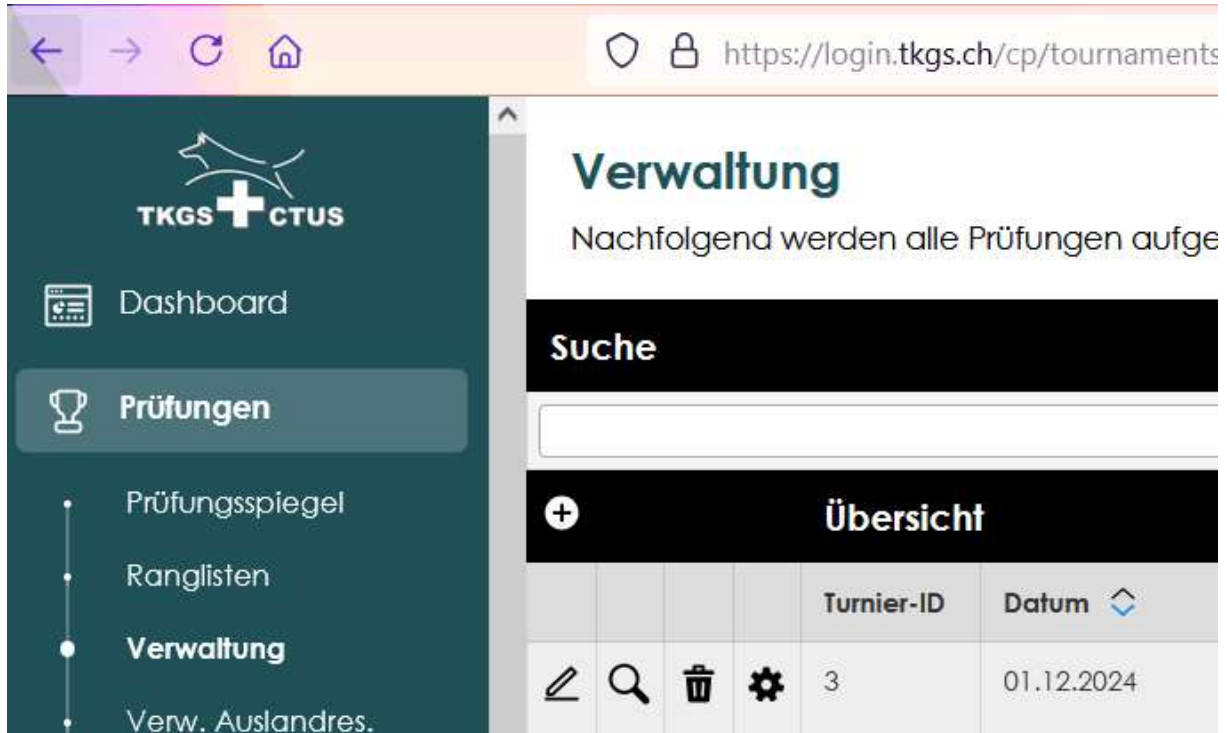 https://login.tkgs.ch/cp/tournaments
TKGS CTUS
Dashboard
Prüfungen
Prüfungsspiegel
Ranglisten
Verwaltung
Verw. Auslandres.
Verwaltung
Nachfolgend werden alle Prüfungen aufge
Suche
Übersicht
Turnier-ID Datum
3 01.12.2024